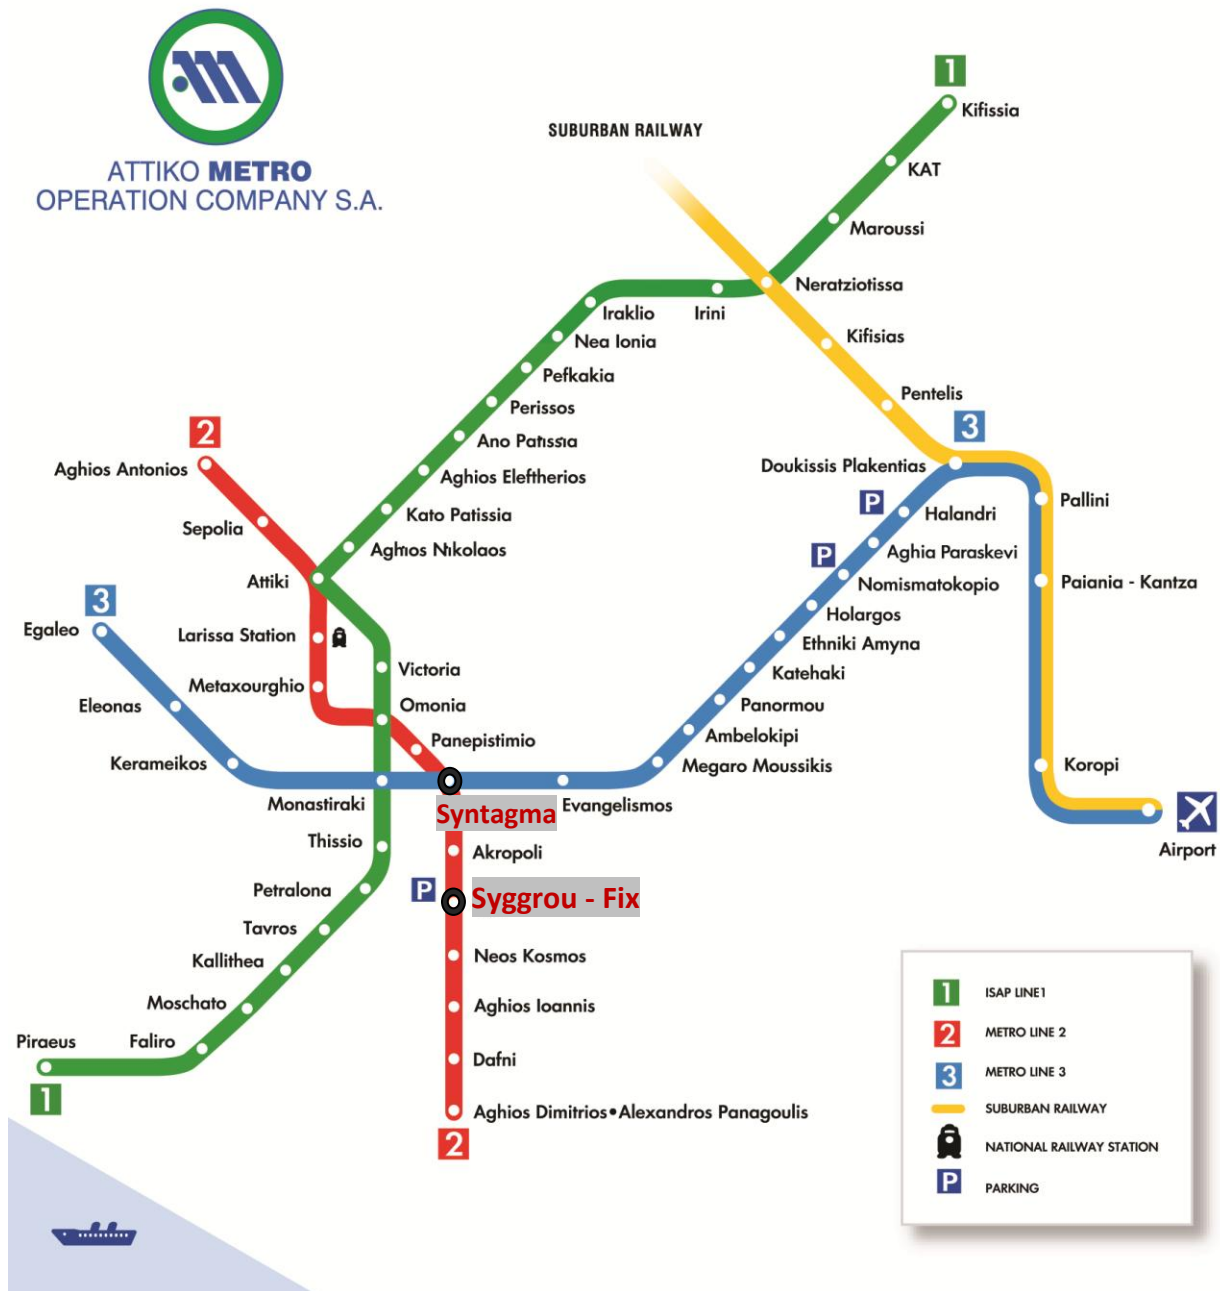 ATTIKO METRO
OPERATION COMPANY S.A.
SUBURBAN RAILWAY
1
Kifissia
KAT
Maroussi
Neratziotissa
Irini
Iraklio
Nea Ionia
Pefkakia
Perissos
Ano Patissia
Aghios Eleftherios
Kato Patissia
Aghios Nikolaos
Kifisias
Pentelis
3
Doukissis Plakentias
P
Halandri
Pallini
P
Aghia Paraskevi
Nomismatokopio
Paiania - Kantza
Holargos
Ethniki Amyna
Katehaki
Panormou
Ambelokipi
Megaro Moussikis
Koropi
Airport
2
Aghios Antonios
Sepolia
Attiki
3
Egaleo
Larissa Station
Eleonas
Metaxourghio
Victoria
Omonia
Kerameikos
Panepistimio
Monastiraki
Syntagma
Evangelismos
Thissio
Akropoli
Petralona
P
Syggrou - Fix
Tavros
Kallithea
Neos Kosmos
Moschato
Aghios Ioannis
Piraeus
Faliro
Dafni
1
Aghios Dimitrios•Alexandros Panagoulis
2
1 ISAP LINE1
2 METRO LINE 2
3 METRO LINE 3
SUBURBAN RAILWAY
NATIONAL RAILWAY STATION
P PARKING